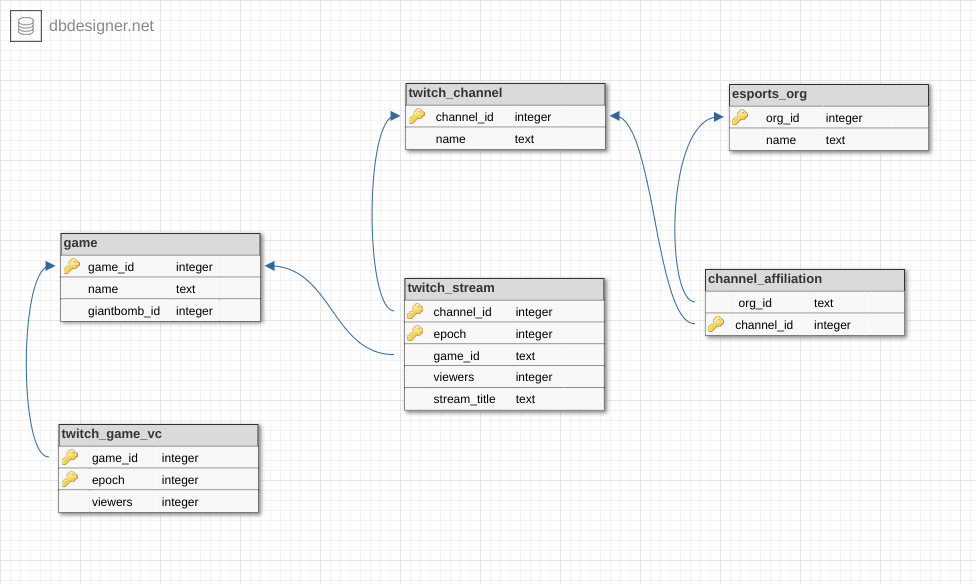 dbdesigner.net
twitch_channel
channel_id integer
name text
esports_org
org_id integer
name text
game
game_id integer
name text
giantbomb_id integer
twitch_stream
channel_id integer
epoch integer
game_id text
viewers integer
stream_title text
channel_affiliation
org_id text
channel_id integer
twitch_game_vc
game_id integer
epoch integer
viewers integer